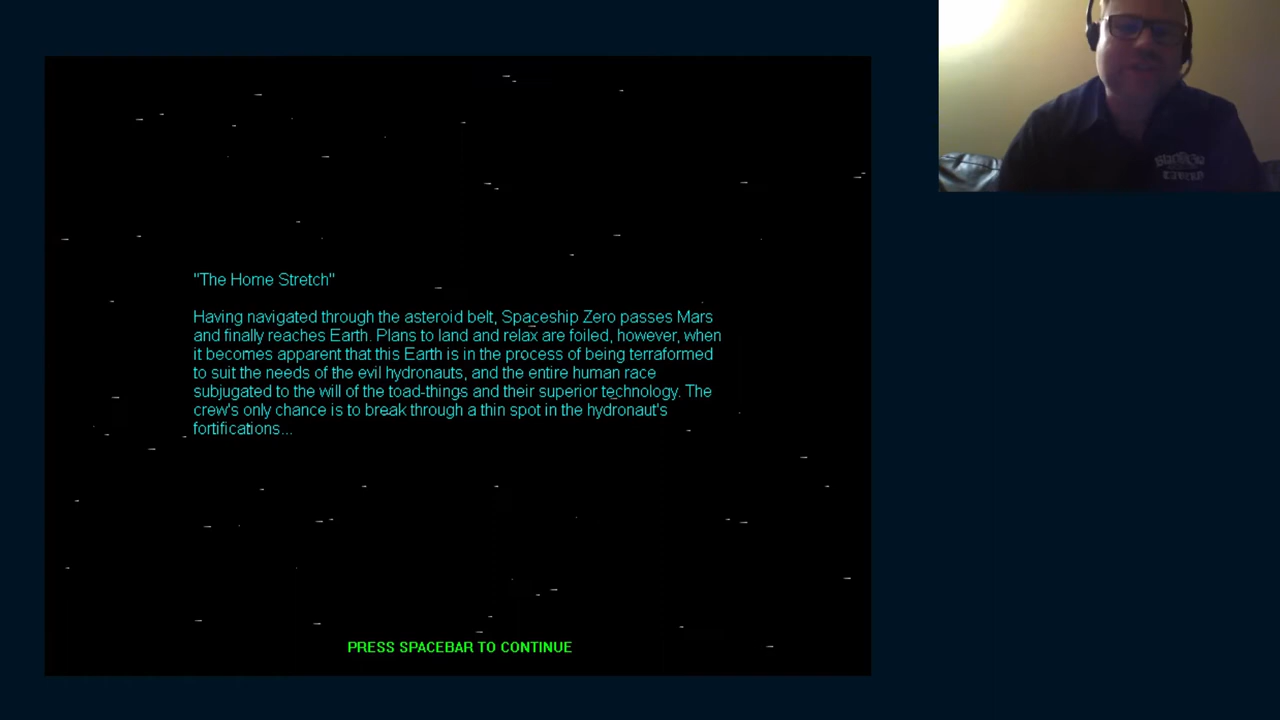 "The Home Stretch"
Having navigated through the asteroid belt, Spaceship Zero passes Mars
and finally reaches Earth. Plans to land and relax are foiled, however, when
it becomes apparent that this Earth is in the process of being terraformed
to suit the needs of the evil hydronauts, and the entire human race
subjugated to the will of the toad-things and their superior technology. The
crew's only chance is to break through a thin spot in the hydronaut's
fortifications...
PRESS SPACEBAR TO CONTINUE
TAVERN